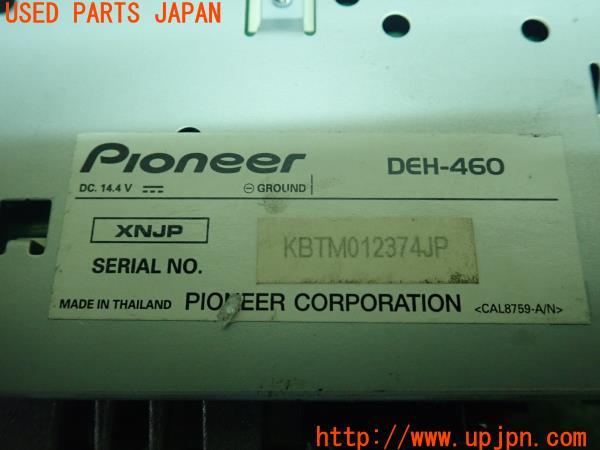 USED PARTS JAPAN
Pioneer DEH-460
DC. 14.4 V ⊖ GROUND
XNJP
SERIAL NO. KBTM012374JP
MADE IN THAILAND PIONEER CORPORATION <CAL8759-A/N>
http://www.upjpn.com